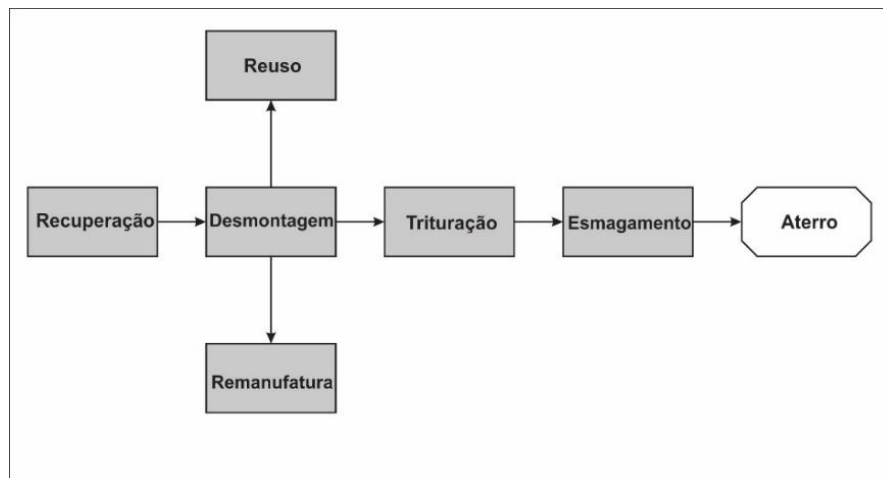 Reuso
Recuperação
Desmontagem
Trituração
Esmagamento
Aterro
Remanufatura